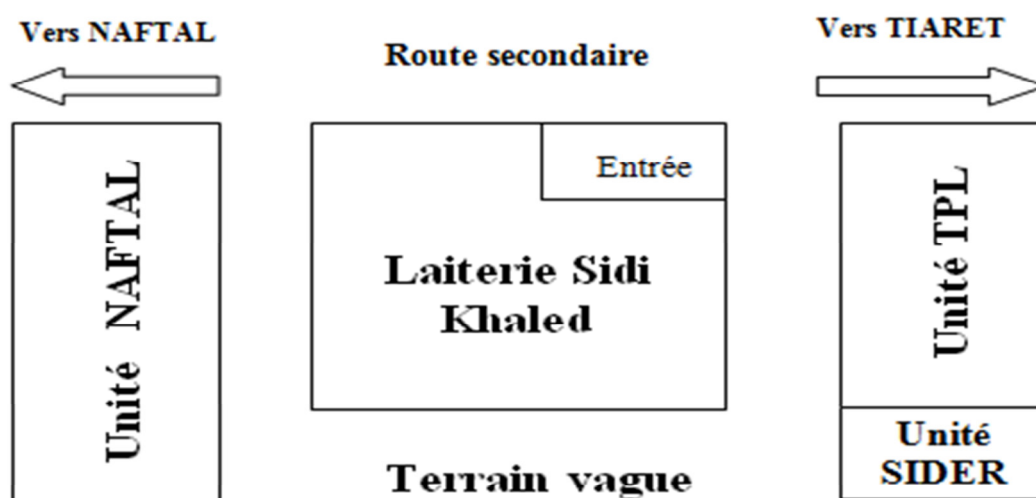 Vers NAFTAL
Route secondaire
Vers TIARET
Unité NAFTAL
Entrée
Laiterie Sidi
Khaled
Unité TPL
Unité
SIDER
Terrain vague